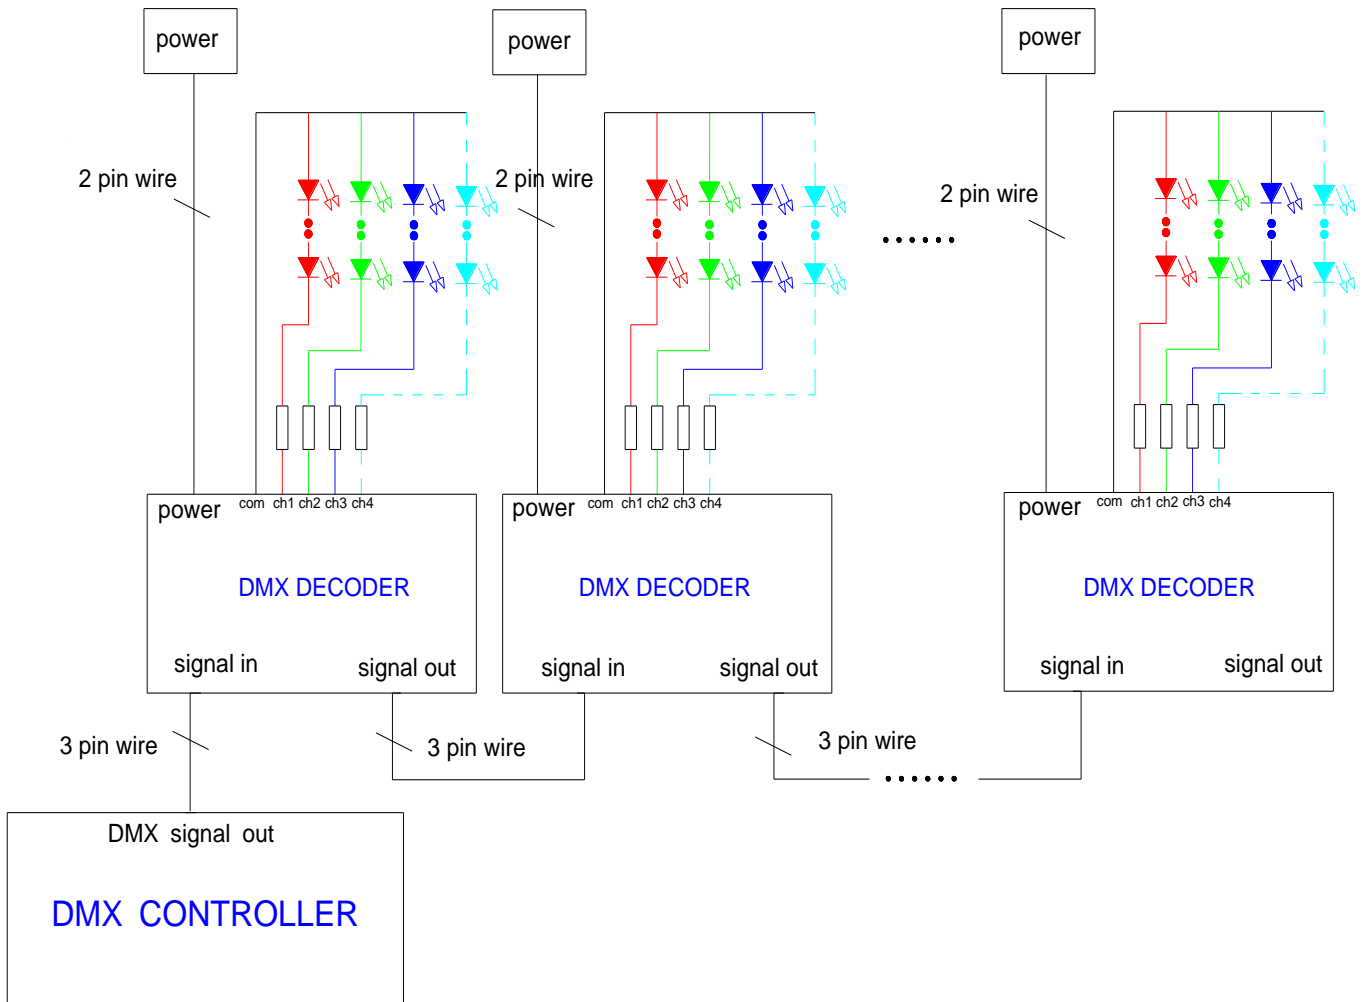 power
power
power
2 pin wire
2 pin wire
2 pin wire
power
com ch1 ch2 ch3 ch4
DMX DECODER
signal in
signal out
power
com ch1 ch2 ch3 ch4
DMX DECODER
signal in
signal out
power
com ch1 ch2 ch3 ch4
DMX DECODER
signal in
signal out
3 pin wire
3 pin wire
3 pin wire
DMX signal out
DMX CONTROLLER